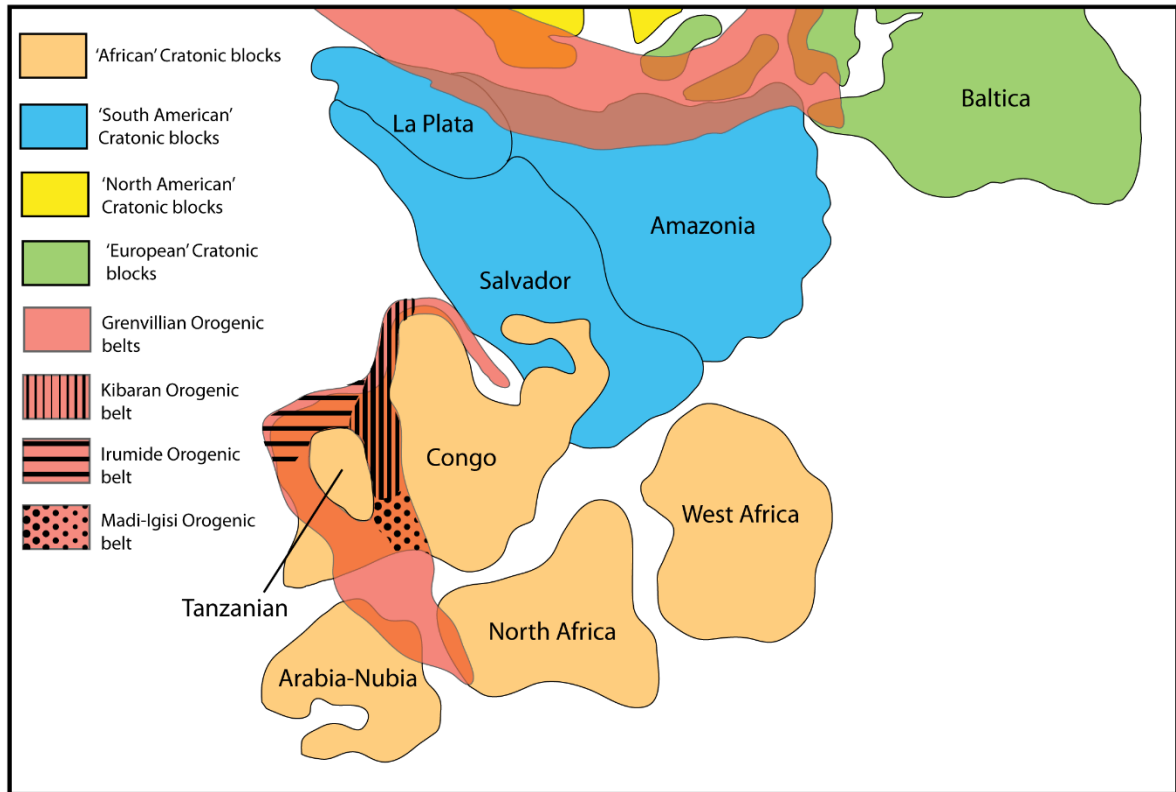 'African' Cratonic blocks
'South American'
Cratonic blocks
'North American'
Cratonic blocks
'European' Cratonic
blocks
Grenvillian Orogenic
belts
Kibaran Orogenic
belt
Irumide Orogenic
belt
Madi-Igisi Orogenic
belt
La Plata
Baltica
Amazonia
Salvador
Congo
West Africa
Tanzanian
North Africa
Arabia-Nubia